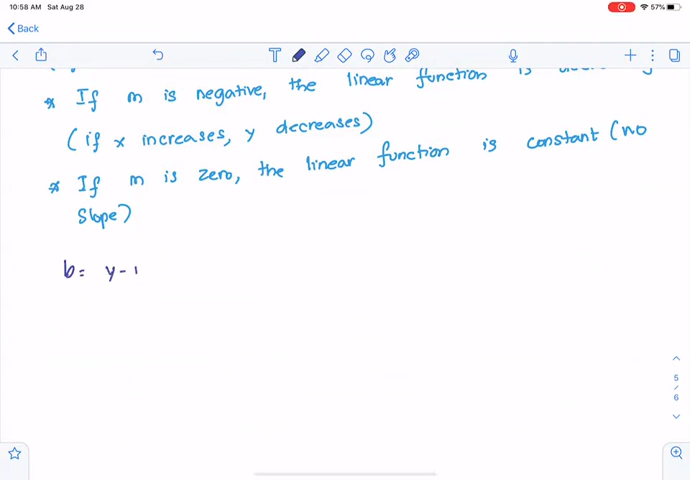 10:58 AM Sat Aug 28
57%
Back
T
* If m is negative, the linear function is
(if x increases, y decreases)
* If m is zero, the linear function is constant (no
slope)
b = y -
5
/
6